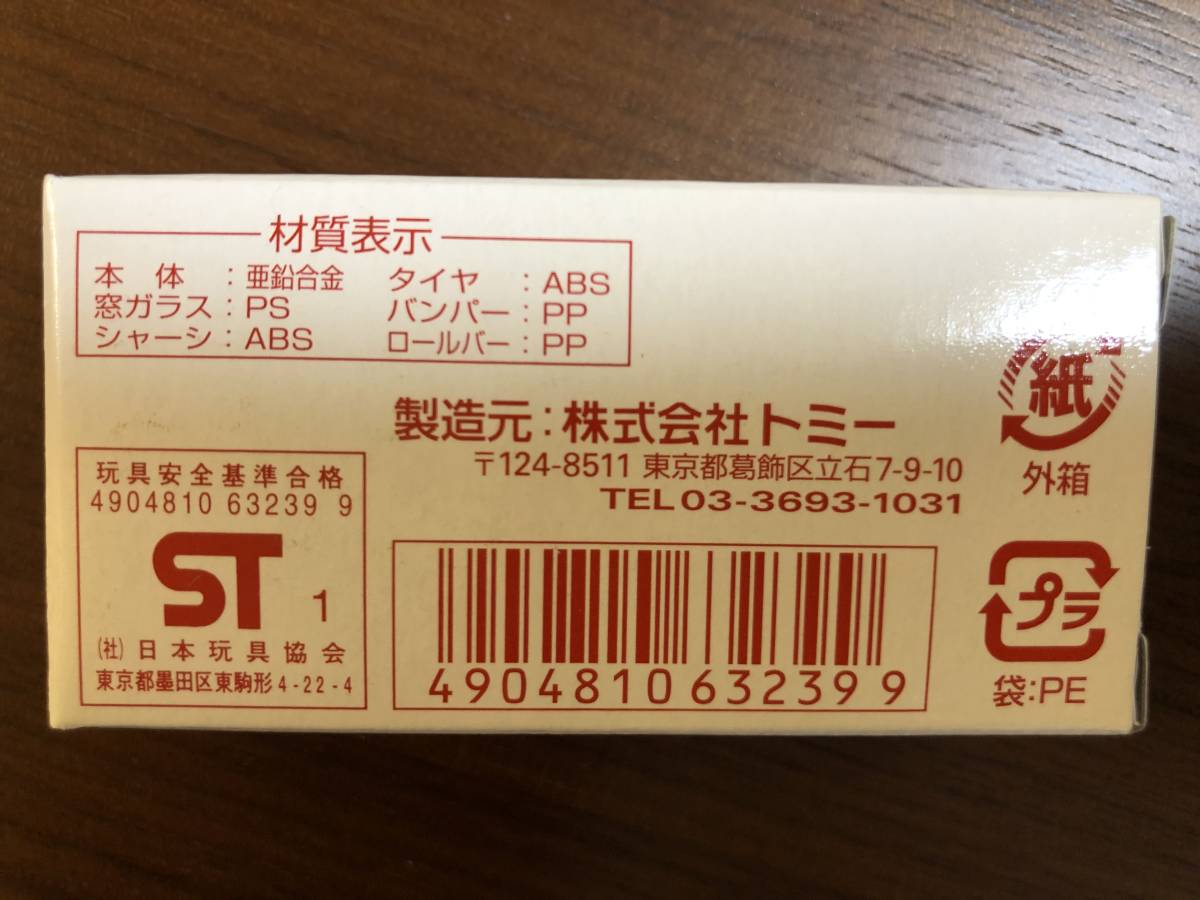 材質表示
本 体 : 亜鉛合金 タイヤ : ABS
窓ガラス : PS バンパー : PP
シャーシ : ABS ロールバー : PP
製造元 : 株式会社トミー
〒124-8511 東京都葛飾区立石7-9-10
TEL03-3693-1031
紙
外箱
玩具安全基準合格
4904810 63239 9
ST 1
(社) 日本玩具協会
東京都墨田区東駒形4-22-4
4904810632399
プラ
袋:PE